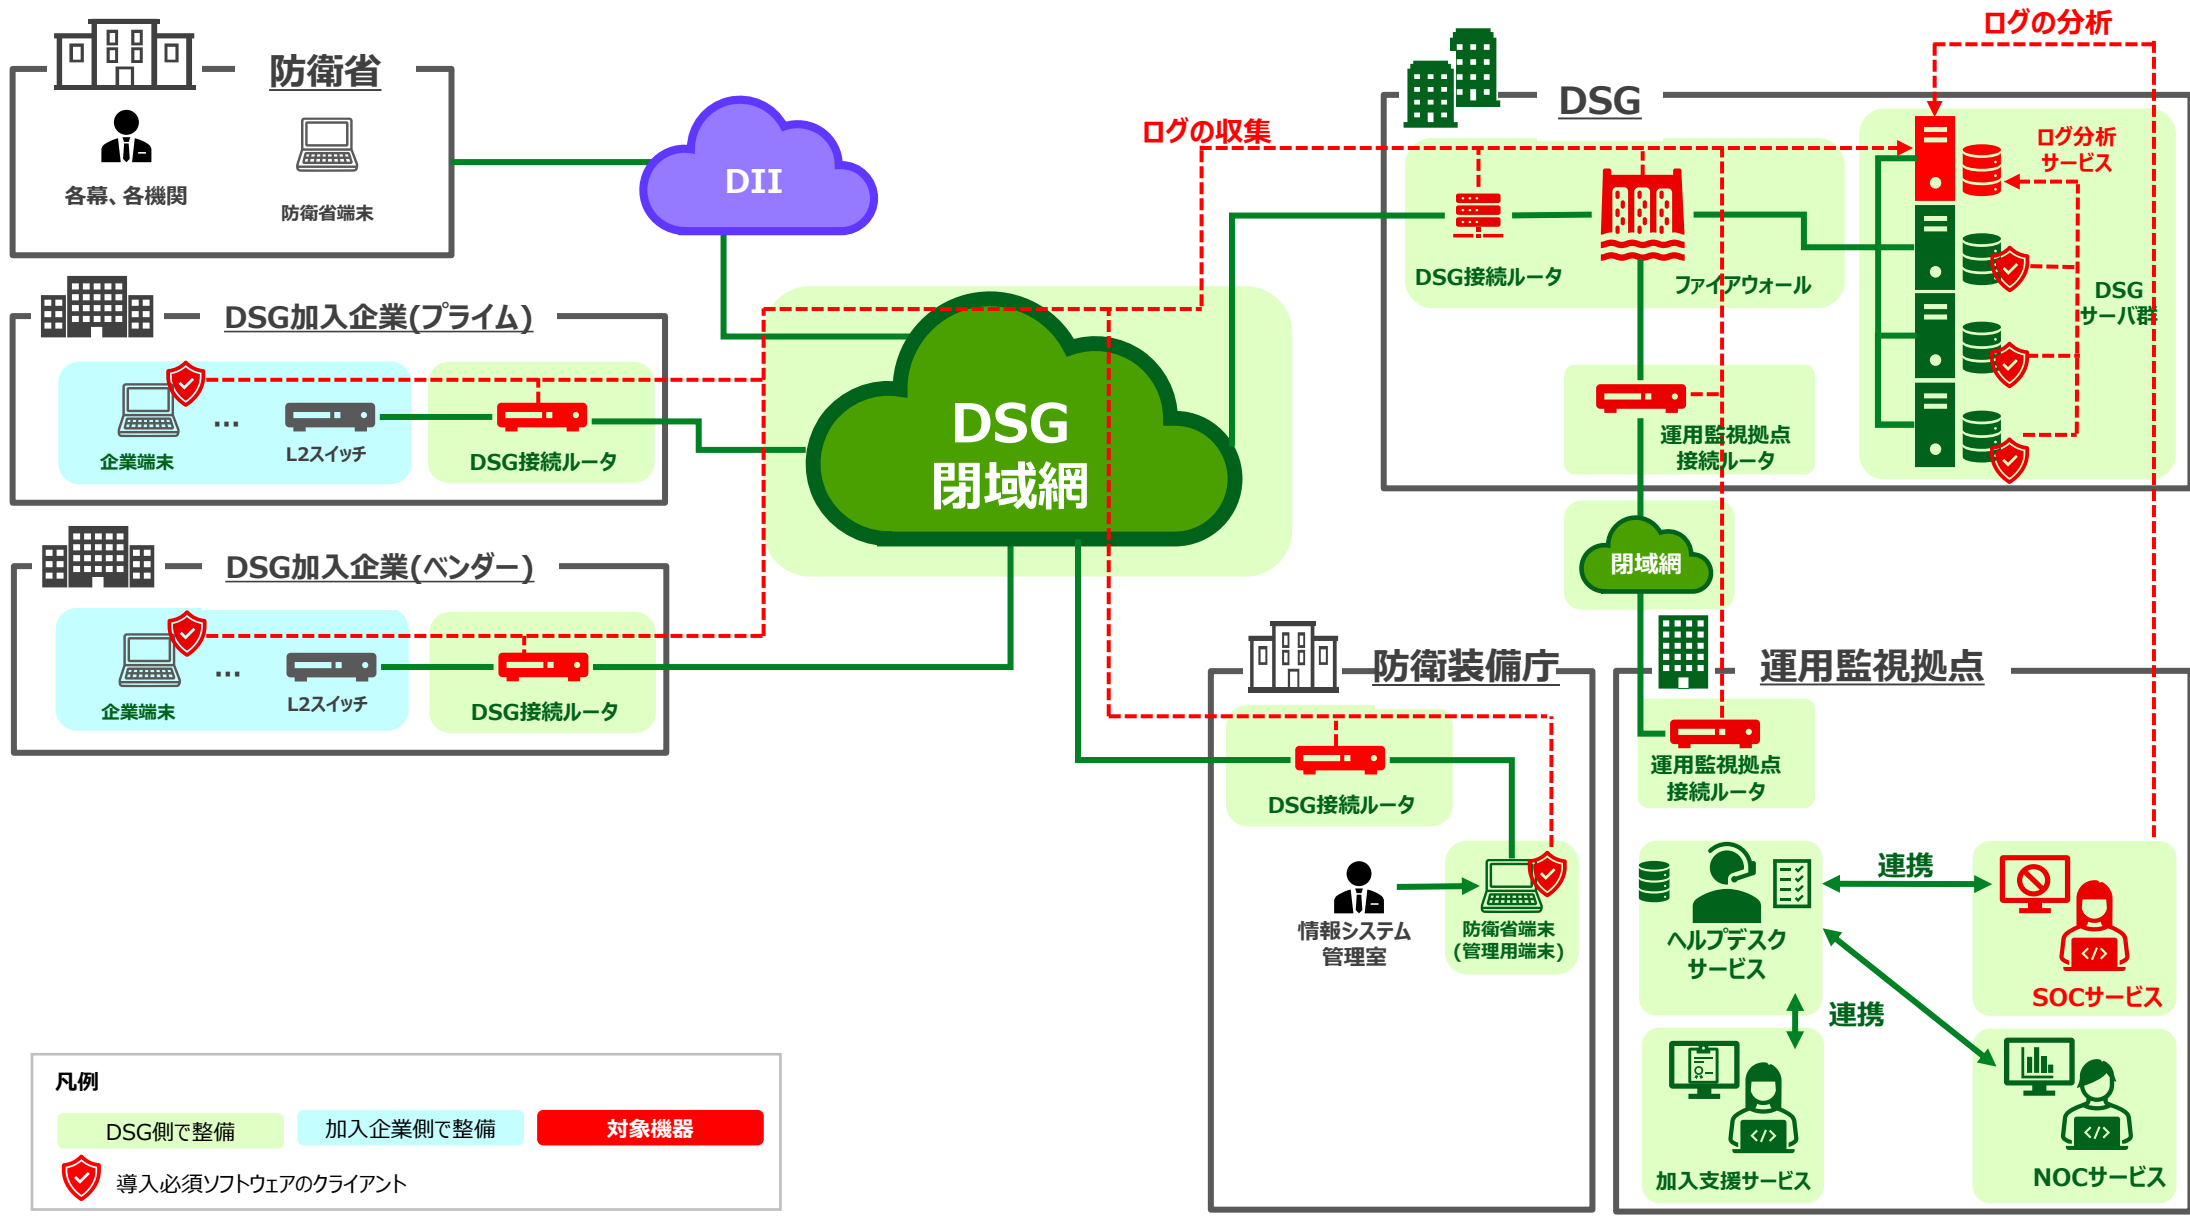 ログの分析
防衛省
各幕、各機関
防衛省端末
DII
ログの収集
DSG
DSG接続ルータ
ファイアウォール
ログ分析
サービス
DSG
サーバ群
運用監視拠点
接続ルータ
DSG加入企業(プライム)
企業端末
…
L2スイッチ
DSG接続ルータ
DSG
閉域網
DSG加入企業(ベンダー)
企業端末
…
L2スイッチ
DSG接続ルータ
閉域網
防衛装備庁
DSG接続ルータ
情報システム
管理室
防衛省端末
(管理用端末)
運用監視拠点
運用監視拠点
接続ルータ
ヘルプデスク
サービス
連携
SOCサービス
連携
加入支援サービス
NOCサービス
凡例
DSG側で整備
加入企業側で整備
対象機器
導入必須ソフトウェアのクライアント